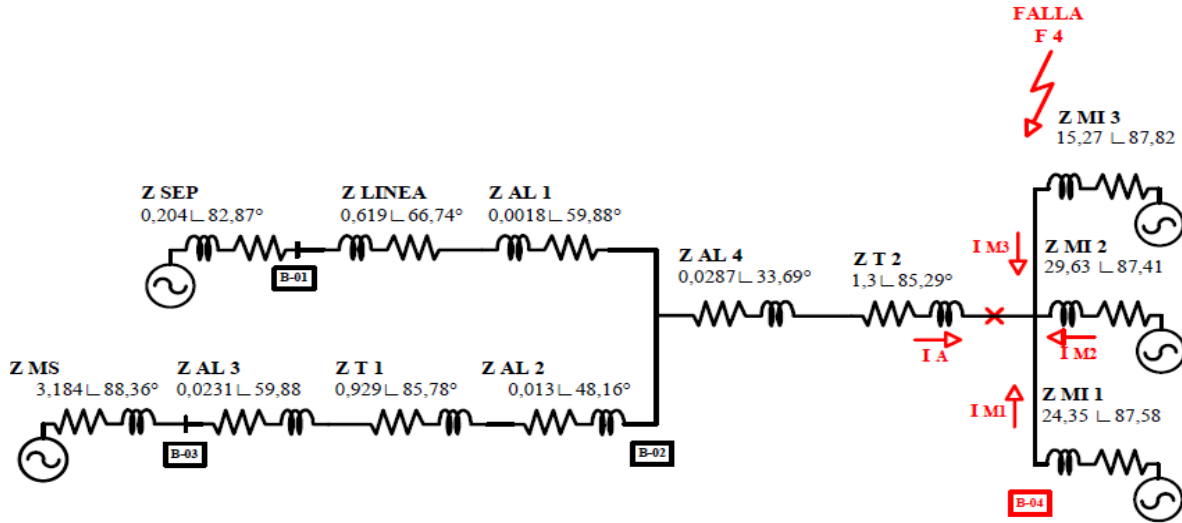 FALLA
F 4
Z MI 3
15,27 ∟87,82
Z SEP
0,204∟82,87°
Z LINEA
0,619∟66,74°
Z AL 1
0,0018∟59,88°
B-01
Z AL 4
0,0287∟33,69°
Z T 2
1,3∟85,29°
I M3
Z MI 2
29,63 ∟87,41
I A
I M2
Z MS
3,184∟88,36°
Z AL 3
0,0231∟59,88
Z T 1
0,929∟85,78°
Z AL 2
0,013∟48,16°
I M1
Z MI 1
24,35 ∟87,58
B-03
B-02
B-04